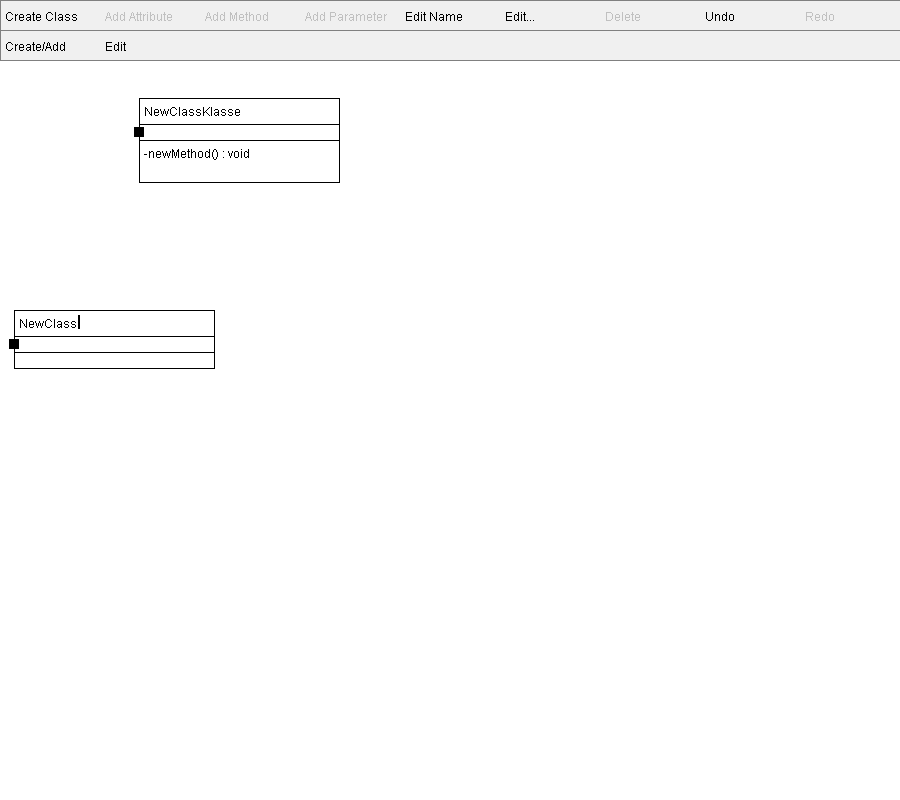 Create Class Add Attribute Add Method Add Parameter Edit Name Edit... Delete Undo Redo
Create/Add Edit
NewClassKlasse
-newMethod() : void
NewClass